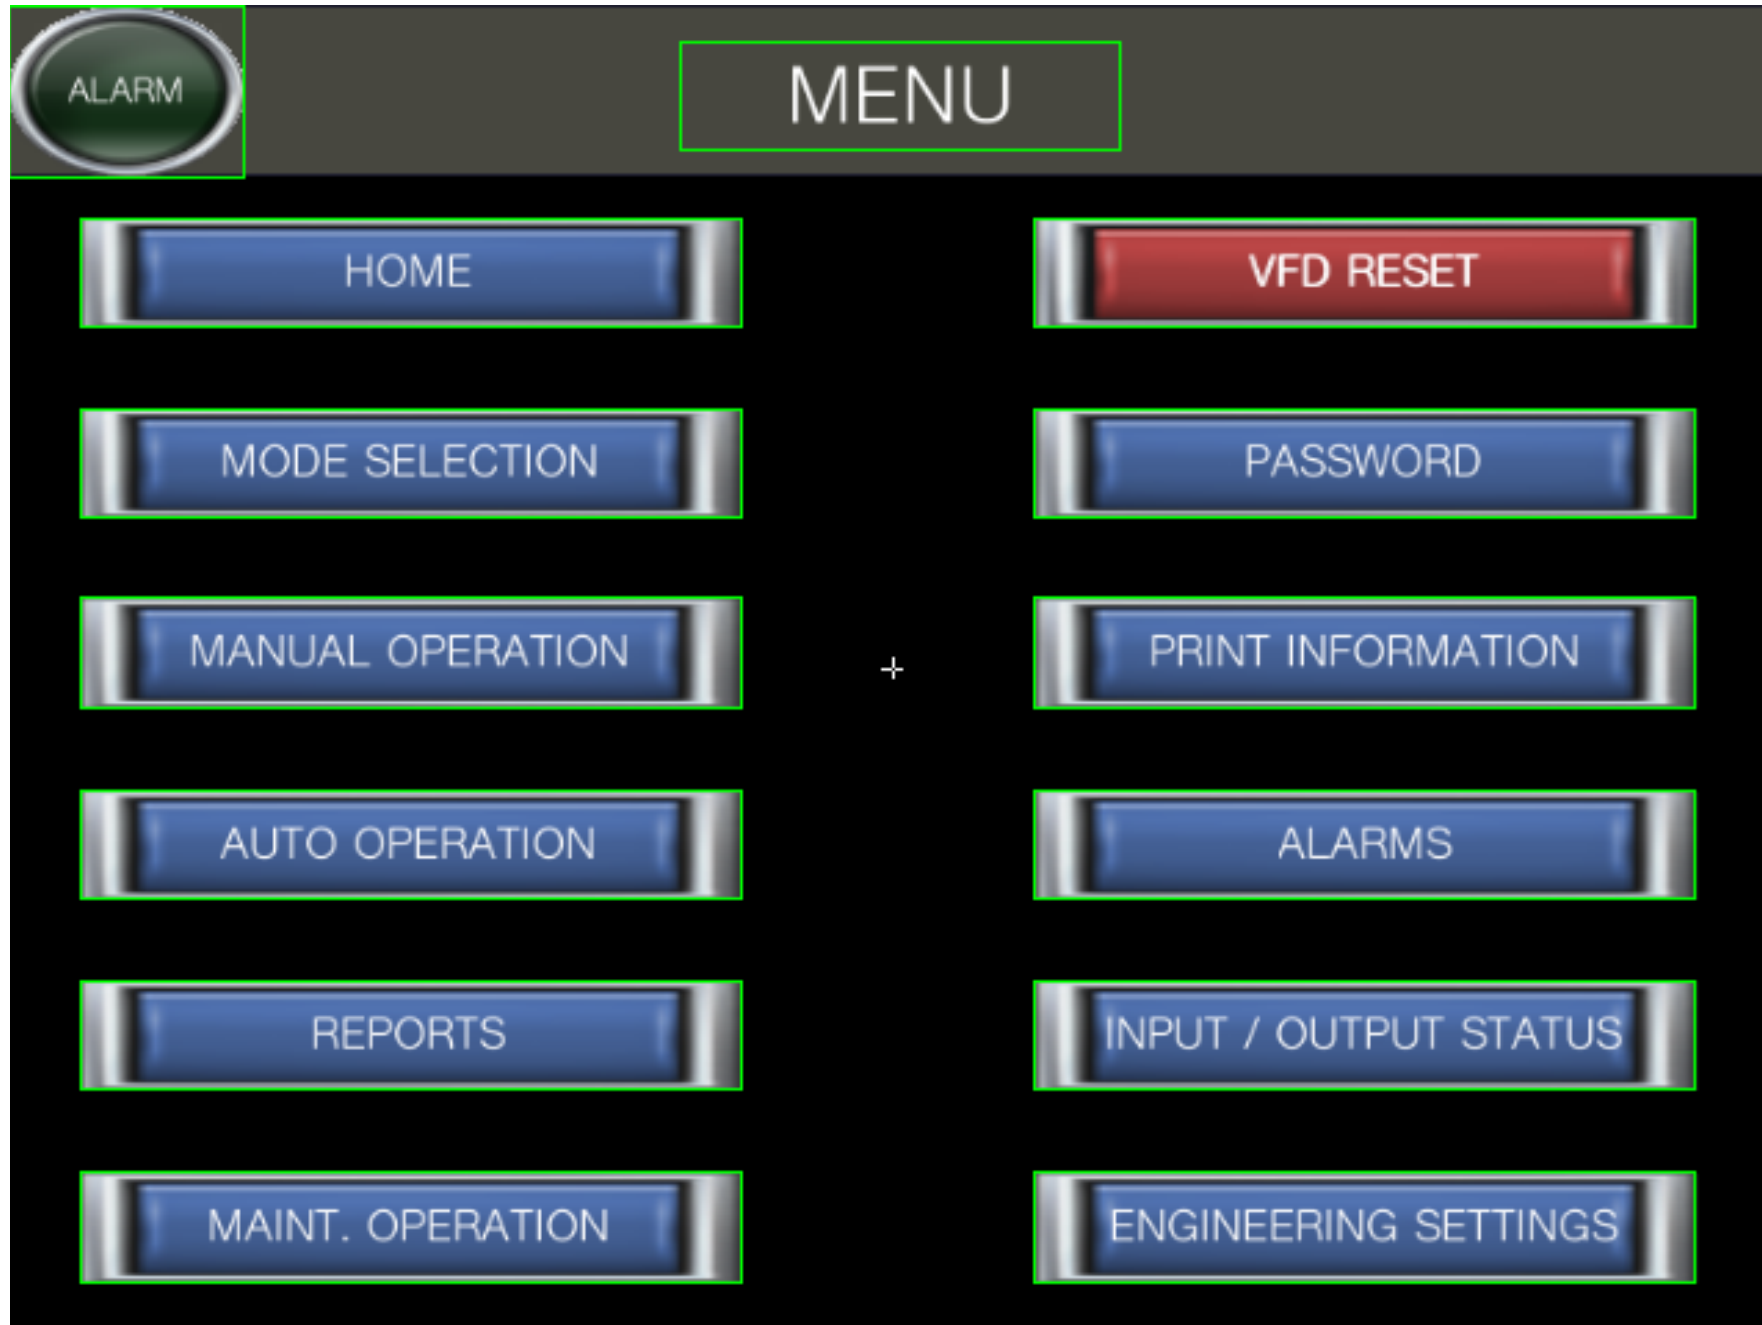 ALARM
MENU
HOME
VFD RESET
MODE SELECTION
PASSWORD
MANUAL OPERATION
PRINT INFORMATION
AUTO OPERATION
ALARMS
REPORTS
INPUT / OUTPUT STATUS
MAINT. OPERATION
ENGINEERING SETTINGS